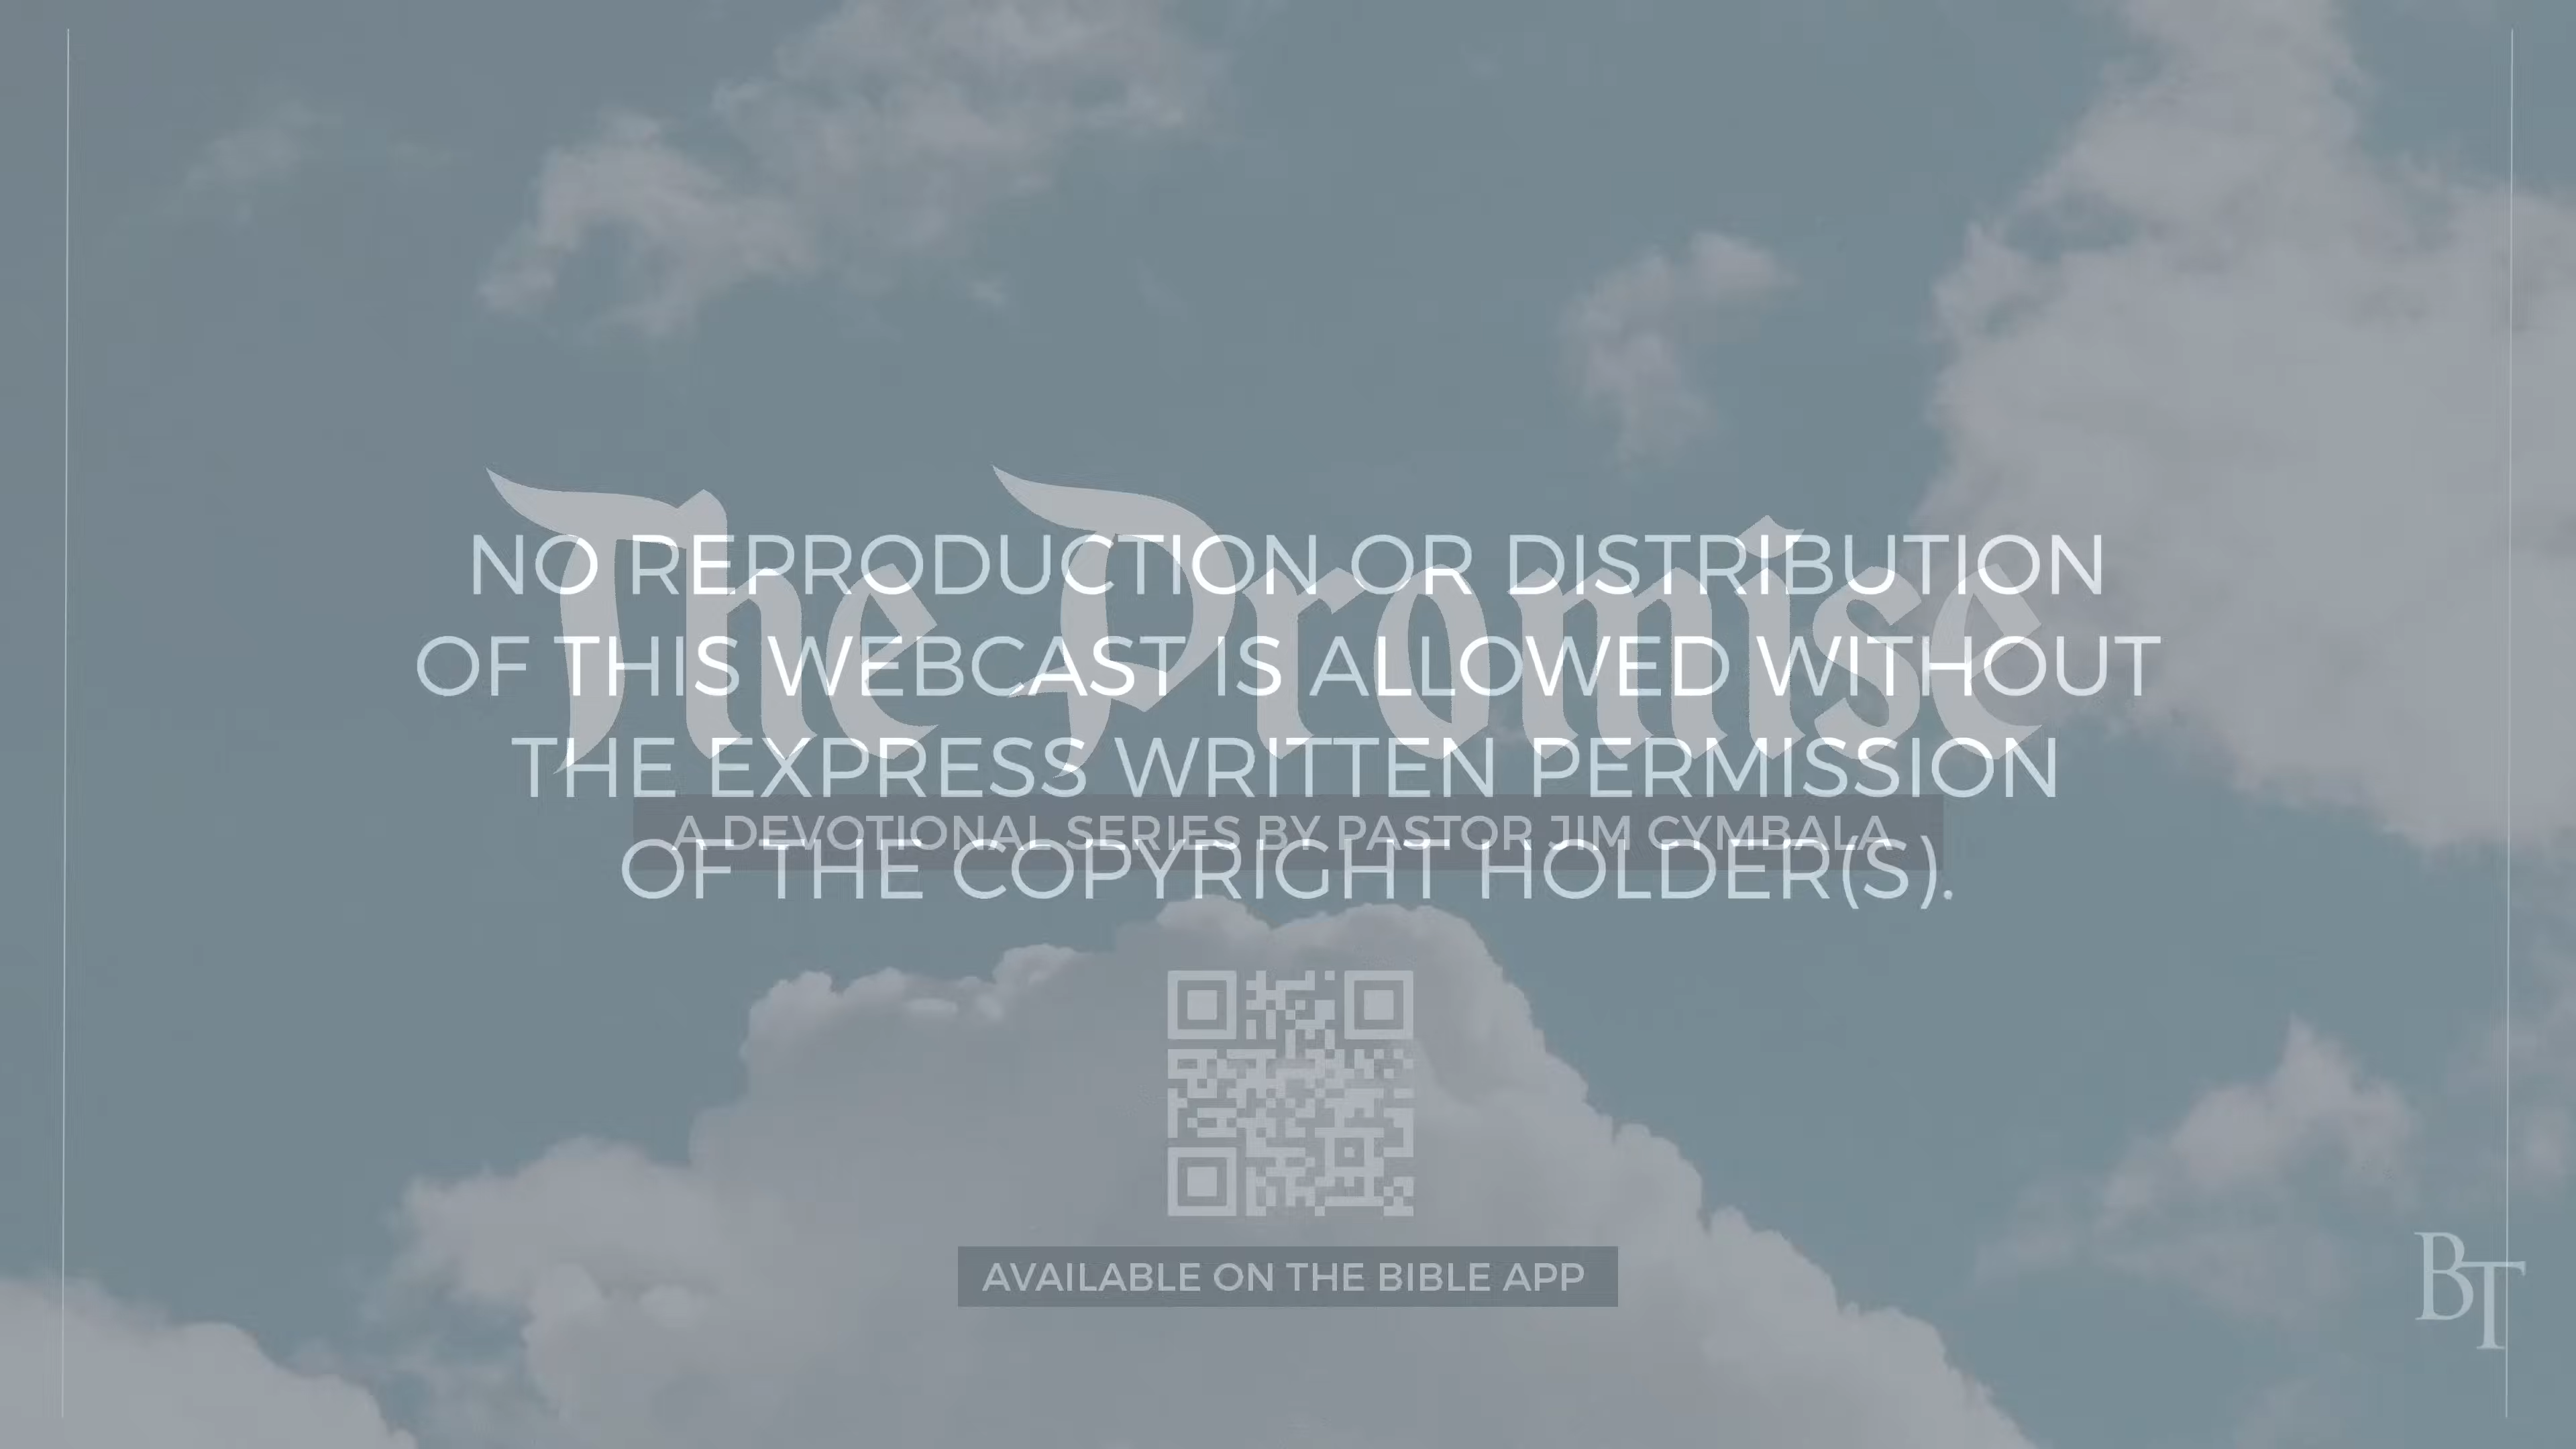 The Promise
NO REPRODUCTION OR DISTRIBUTION
OF THIS WEBCAST IS ALLOWED WITHOUT
THE EXPRESS WRITTEN PERMISSION
OF THE COPYRIGHT HOLDER(S).
A DEVOTIONAL SERIES BY PASTOR JIM CYMBALA
AVAILABLE ON THE BIBLE APP
BT